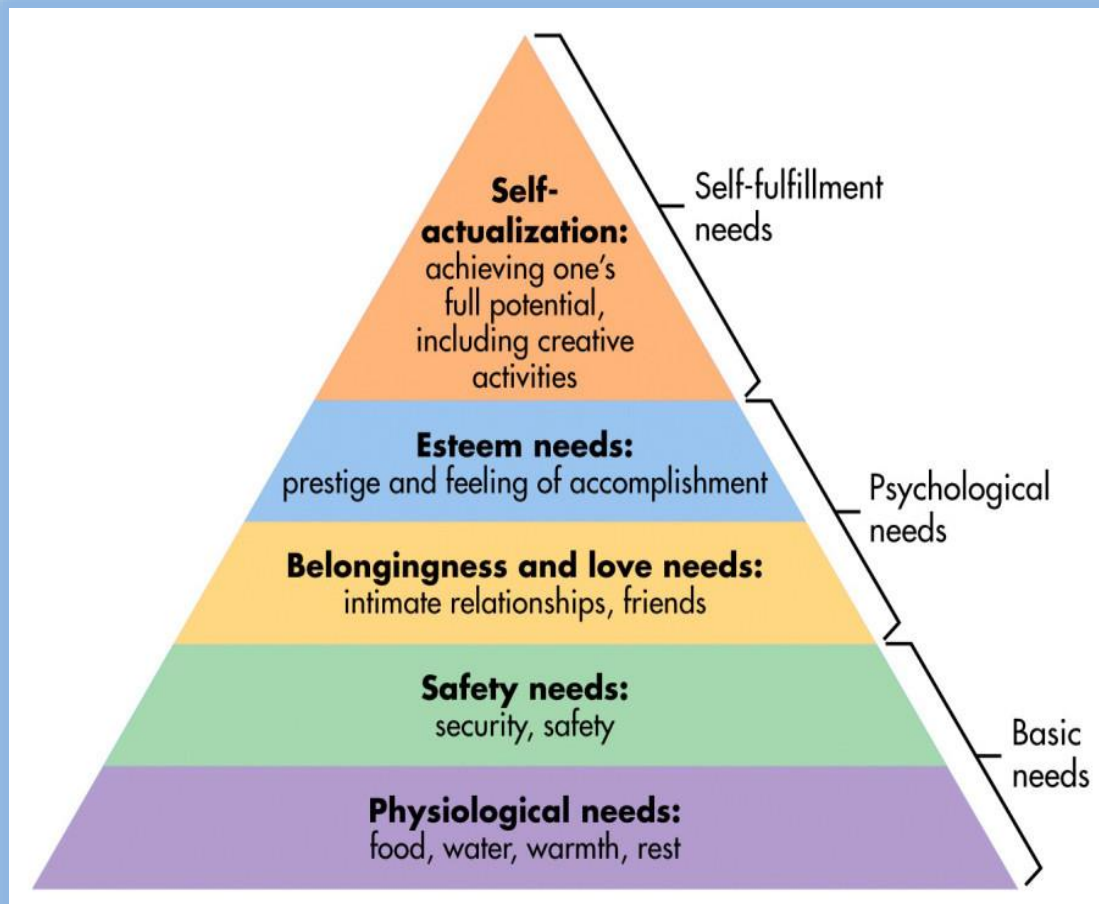 Self-
actualization:
achieving one's
full potential,
including creative
activities
Self-fulfillment
needs
Esteem needs:
prestige and feeling of accomplishment
Belongingness and love needs:
intimate relationships, friends
Psychological
needs
Safety needs:
security, safety
Physiological needs:
food, water, warmth, rest
Basic
needs